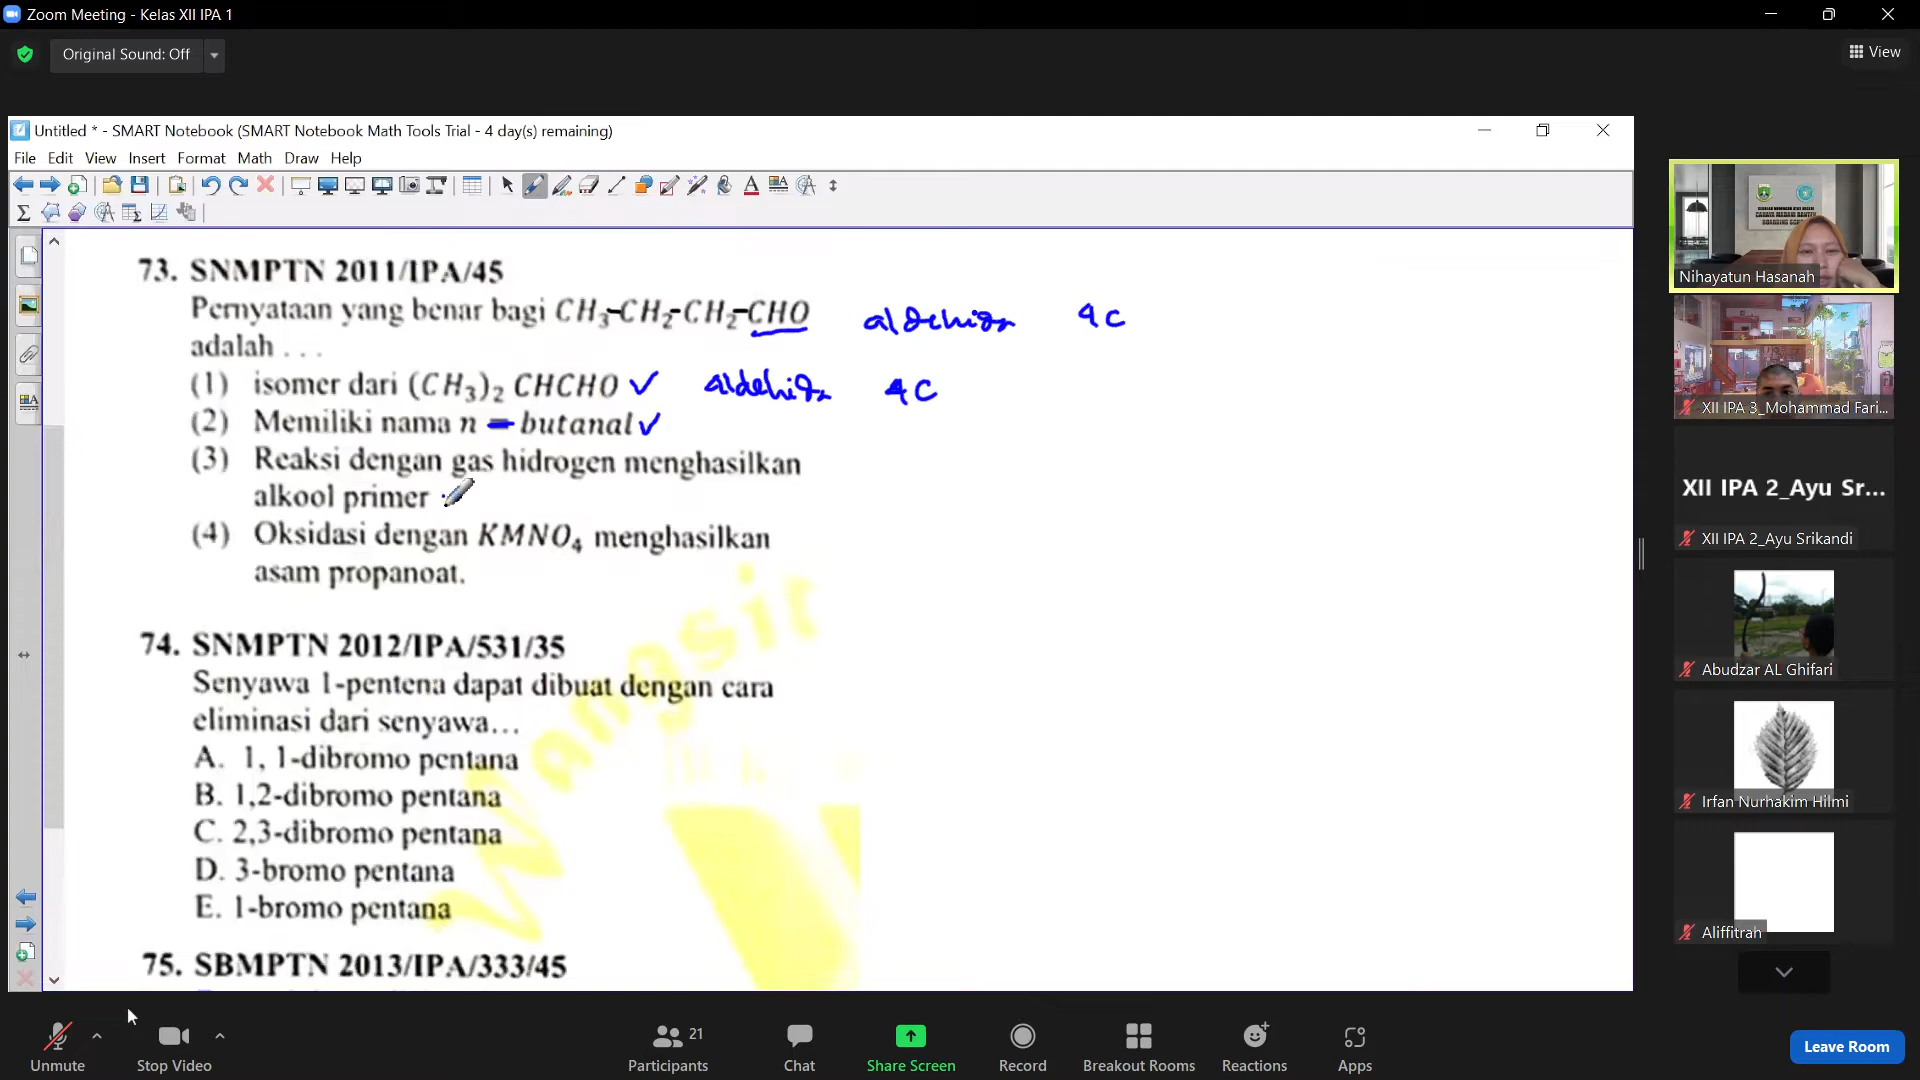 Zoom Meeting - Kelas XII IPA 1
Original Sound: Off
View
Untitled * - SMART Notebook (SMART Notebook Math Tools Trial - 4 day(s) remaining)
File Edit View Insert Format Math Draw Help
73. SNMPTN 2011/IPA/45
Pernyataan yang benar bagi CH₃-CH₂-CH₂-CHO aldehida 4C
adalah . . .
(1) isomer dari (CH₃)₂ CHCHO ✓ aldehida 4C
(2) Memiliki nama n - butanal ✓
(3) Reaksi dengan gas hidrogen menghasilkan
alkool primer
(4) Oksidasi dengan KMNO₄ menghasilkan
asam propanoat.
74. SNMPTN 2012/IPA/531/35
Senyawa 1-pentena dapat dibuat dengan cara
eliminasi dari senyawa...
A. 1, 1-dibromo pentana
B. 1,2-dibromo pentana
C. 2,3-dibromo pentana
D. 3-bromo pentana
E. 1-bromo pentana
75. SBMPTN 2013/IPA/333/45
Wangsit
Nihayatun Hasanah
XII IPA 3_Mohammad Fari...
XII IPA 2_Ayu Sr...
XII IPA 2_Ayu Srikandi
Abudzar AL Ghifari
Irfan Nurhakim Hilmi
Aliffitrah
Unmute
Stop Video
21
Participants
Chat
Share Screen
Record
Breakout Rooms
Reactions
Apps
Leave Room